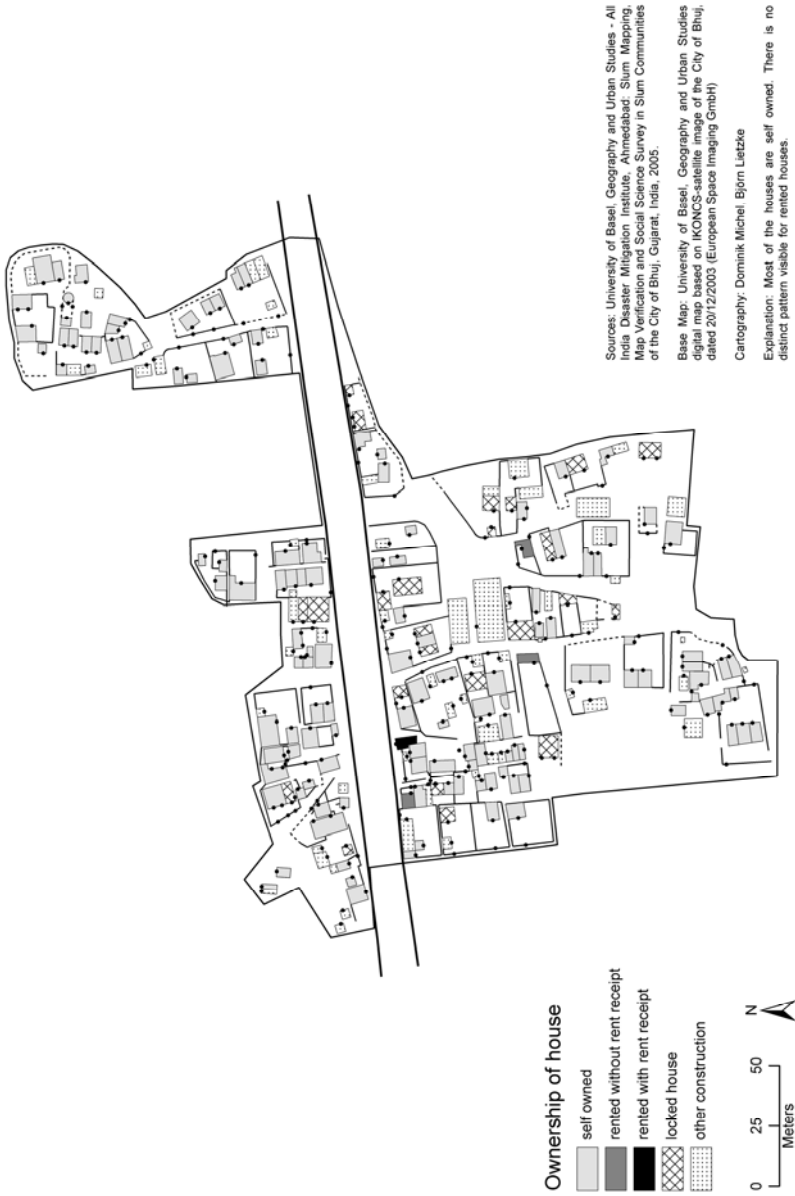 Ownership of house
self owned
rented without rent receipt
rented with rent receipt
locked house
other construction
0 25 50
Meters
N
Sources: University of Basel, Geography and Urban Studies - All
India Disaster Mitigation Institute, Ahmedabad: Slum Mapping,
Map Verification and Social Science Survey in Slum Communities
of the City of Bhuj, Gujarat, India, 2005.
Base Map: University of Basel, Geography and Urban Studies
digital map based on IKONOS-satellite image of the City of Bhuj,
dated 20/12/2003 (European Space Imaging GmbH)
Cartography: Dominik Michel, Björn Lietzke
Explanation: Most of the houses are self owned. There is no
distinct pattern visible for rented houses.